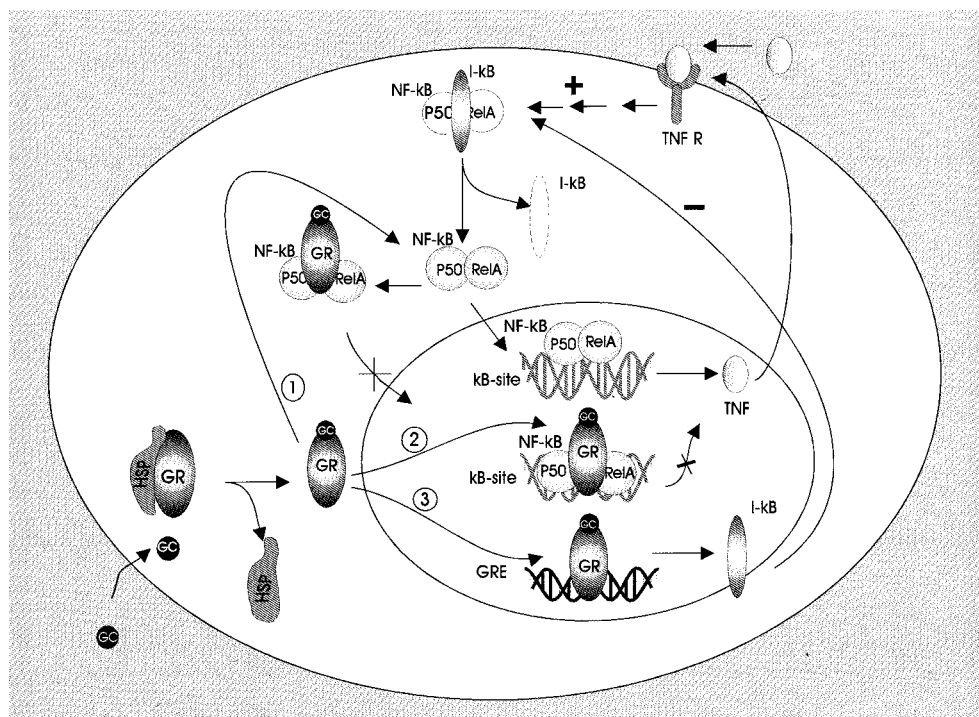 I-kB
NF-kB
P50
RelA
+
TNF R
I-kB
–
GC
GR
NF-kB
P50
RelA
NF-kB
P50
RelA
NF-kB
P50
RelA
kB-site
TNF
1
GC
GR
2
GC
NF-kB
GR
P50
RelA
kB-site
HSP
GR
3
I-kB
GC
GR
GRE
GC
HSP
GC